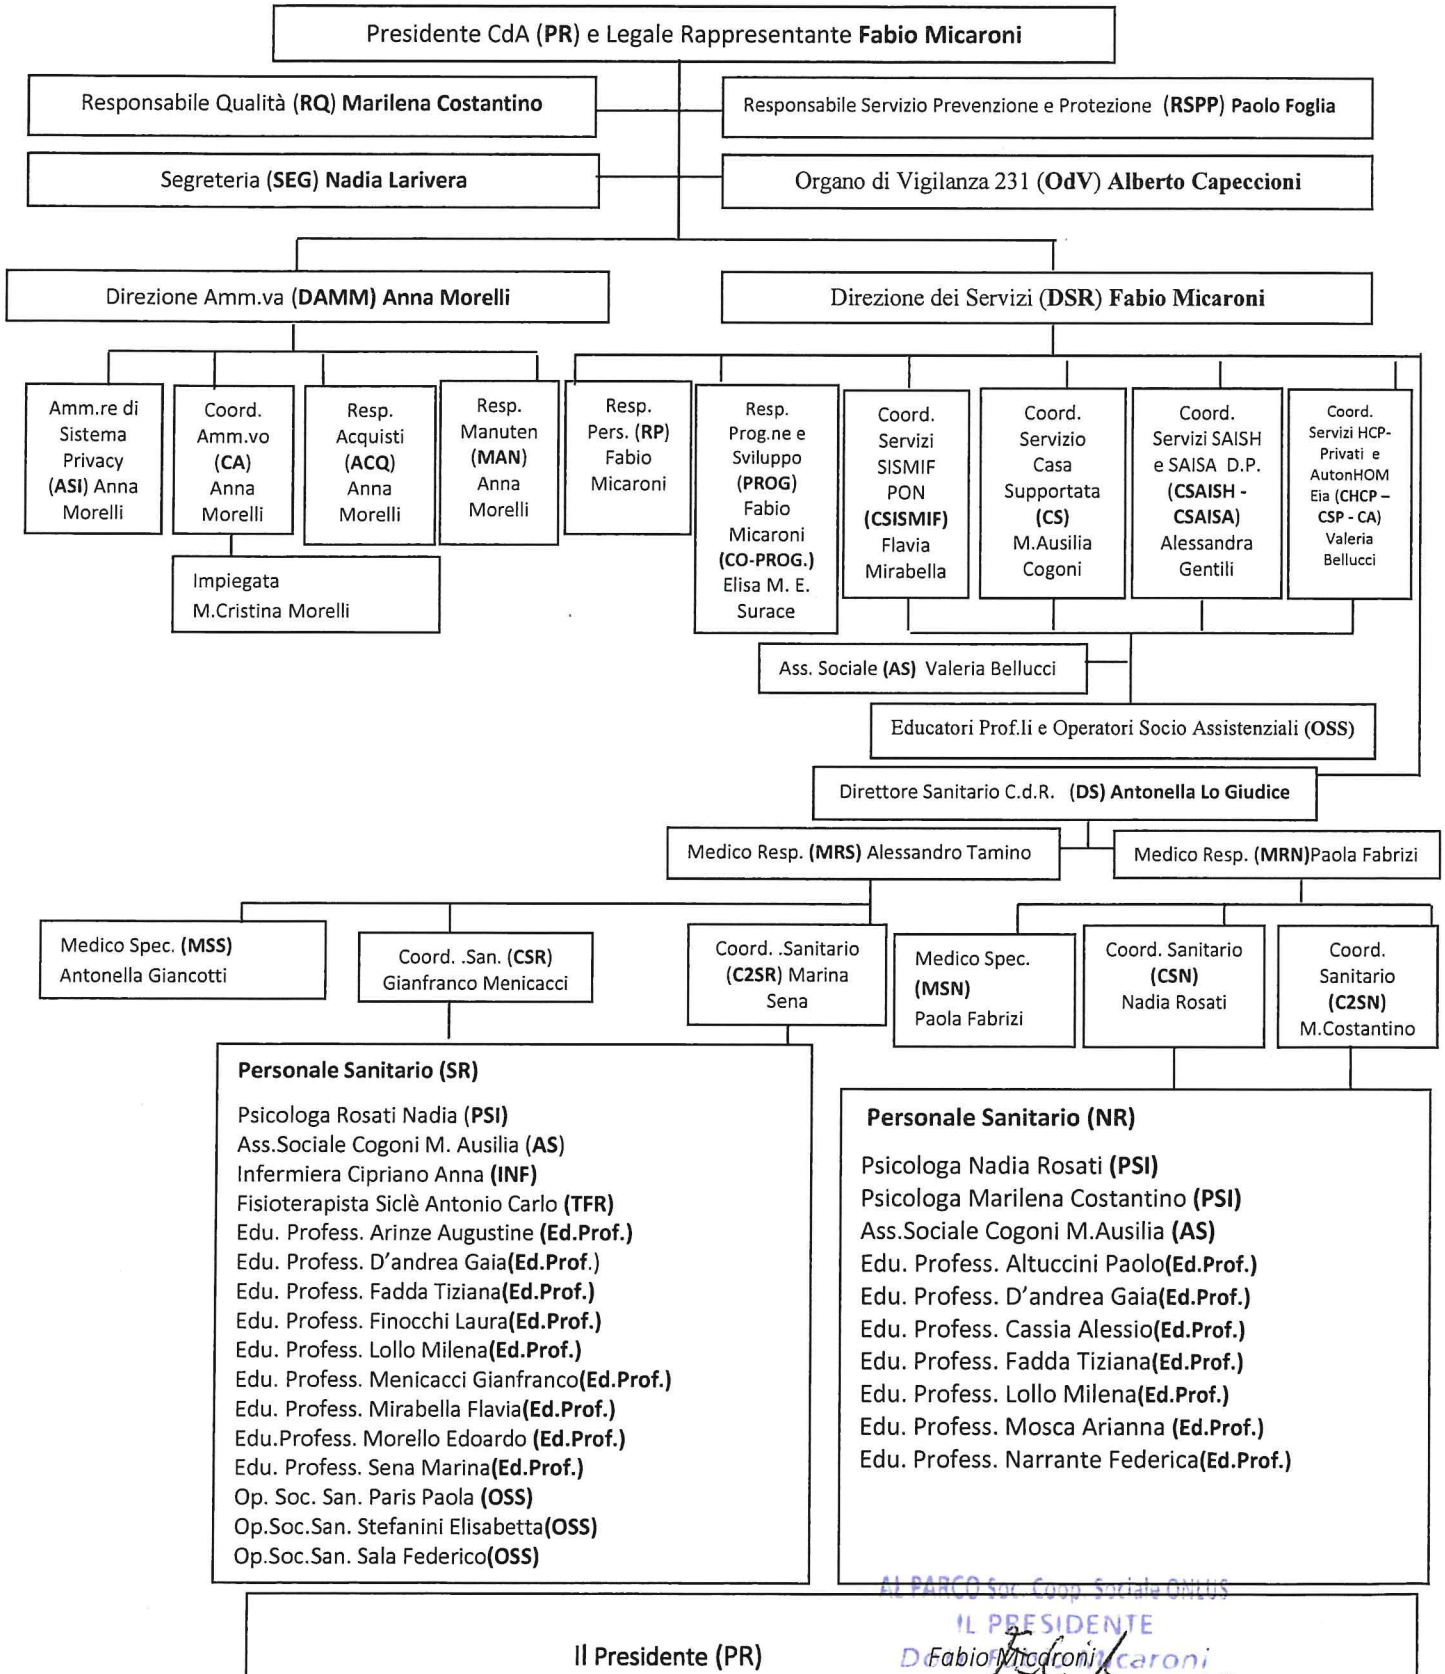 Presidente CdA (PR) e Legale Rappresentante Fabio Micaroni
Responsabile Qualità (RQ) Marilena Costantino
Responsabile Servizio Prevenzione e Protezione (RSPP) Paolo Foglia
Segreteria (SEG) Nadia Larivera
Organo di Vigilanza 231 (OdV) Alberto Capeccioni
Direzione Amm.va (DAMM) Anna Morelli
Direzione dei Servizi (DSR) Fabio Micaroni
Amm.re di
Sistema
Privacy
(ASI) Anna
Morelli
Coord.
Amm.vo
(CA)
Anna
Morelli
Resp.
Acquisti
(ACQ)
Anna
Morelli
Resp.
Manuten
(MAN)
Anna
Morelli
Resp.
Pers. (RP)
Fabio
Micaroni
Resp.
Prog.ne e
Sviluppo
(PROG)
Fabio
Micaroni
(CO-PROG.)
Elisa M. E.
Surace
Coord.
Servizi
SISMIF
PON
(CSISMIF)
Flavia
Mirabella
Coord.
Servizio
Casa
Supportata
(CS)
M.Ausilia
Cogoni
Coord.
Servizi SAISH
e SAISA D.P.
(CSAISH -
CSAISA)
Alessandra
Gentili
Coord.
Servizi HCP-
Privati e
AutonHOM
Eia (CHCP –
CSP - CA)
Valeria
Bellucci
Impiegata
M.Cristina Morelli
Ass. Sociale (AS) Valeria Bellucci
Educatori Prof.li e Operatori Socio Assistenziali (OSS)
Direttore Sanitario C.d.R. (DS) Antonella Lo Giudice
Medico Resp. (MRS) Alessandro Tamino
Medico Resp. (MRN)Paola Fabrizi
Medico Spec. (MSS)
Antonella Giancotti
Coord. .San. (CSR)
Gianfranco Menicacci
Coord. .Sanitario
(C2SR) Marina
Sena
Medico Spec.
(MSN)
Paola Fabrizi
Coord. Sanitario
(CSN)
Nadia Rosati
Coord.
Sanitario
(C2SN)
M.Costantino
Personale Sanitario (SR)
Psicologa Rosati Nadia (PSI)
Ass.Sociale Cogoni M. Ausilia (AS)
Infermiera Cipriano Anna (INF)
Fisioterapista Siclè Antonio Carlo (TFR)
Edu. Profess. Arinze Augustine (Ed.Prof.)
Edu. Profess. D'andrea Gaia(Ed.Prof.)
Edu. Profess. Fadda Tiziana(Ed.Prof.)
Edu. Profess. Finocchi Laura(Ed.Prof.)
Edu. Profess. Lollo Milena(Ed.Prof.)
Edu. Profess. Menicacci Gianfranco(Ed.Prof.)
Edu. Profess. Mirabella Flavia(Ed.Prof.)
Edu.Profess. Morello Edoardo (Ed.Prof.)
Edu. Profess. Sena Marina(Ed.Prof.)
Op. Soc. San. Paris Paola (OSS)
Op.Soc.San. Stefanini Elisabetta(OSS)
Op.Soc.San. Sala Federico(OSS)
Personale Sanitario (NR)
Psicologa Nadia Rosati (PSI)
Psicologa Marilena Costantino (PSI)
Ass.Sociale Cogoni M.Ausilia (AS)
Edu. Profess. Altuccini Paolo(Ed.Prof.)
Edu. Profess. D'andrea Gaia(Ed.Prof.)
Edu. Profess. Cassia Alessio(Ed.Prof.)
Edu. Profess. Fadda Tiziana(Ed.Prof.)
Edu. Profess. Lollo Milena(Ed.Prof.)
Edu. Profess. Mosca Arianna (Ed.Prof.)
Edu. Profess. Narrante Federica(Ed.Prof.)
AL PARCO Soc. Coop. Sociale ONLUS
IL PRESIDENTE
Il Presidente (PR)
Fabio Micaroni